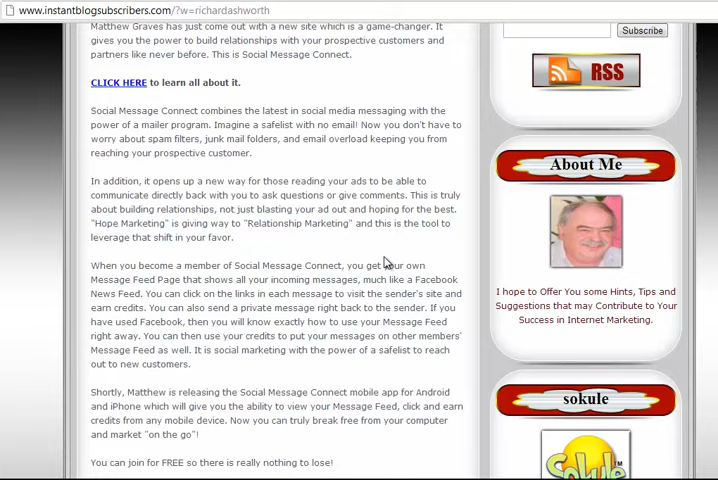 www.instantblogsubscribers.com/?w=richardashworth
Matthew Graves has just come out with a new site which is a game-changer. It
gives you the power to build relationships with your prospective customers and
partners like never before. This is Social Message Connect.
CLICK HERE to learn all about it.
Social Message Connect combines the latest in social media messaging with the
power of a mailer program. Imagine a safelist with no email! Now you don't have to
worry about spam filters, junk mail folders, and email overload keeping you from
reaching your prospective customer.
In addition, it opens up a new way for those reading your ads to be able to
communicate directly back with you to ask questions or give comments. This is truly
about building relationships, not just blasting your ad out and hoping for the best.
"Hope Marketing" is giving way to "Relationship Marketing" and this is the tool to
leverage that shift in your favor.
When you become a member of Social Message Connect, you get your own
Message Feed Page that shows all your incoming messages, much like a Facebook
News Feed. You can click on the links in each message to visit the sender's site and
earn credits. You can also send a private message right back to the sender. If you
have used Facebook, then you will know exactly how to use your Message Feed
right away. You can then use your credits to put your messages on other members'
Message Feed as well. It is social marketing with the power of a safelist to reach
out to new customers.
Shortly, Matthew is releasing the Social Message Connect mobile app for Android
and iPhone which will give you the ability to view your Message Feed, click and earn
credits from any mobile device. Now you can truly break free from your computer
and market "on the go"!
You can join for FREE so there is really nothing to lose!
Subscribe
RSS
About Me
I hope to Offer You some Hints, Tips and
Suggestions that may Contribute to Your
Success in Internet Marketing.
sokule
Sokule